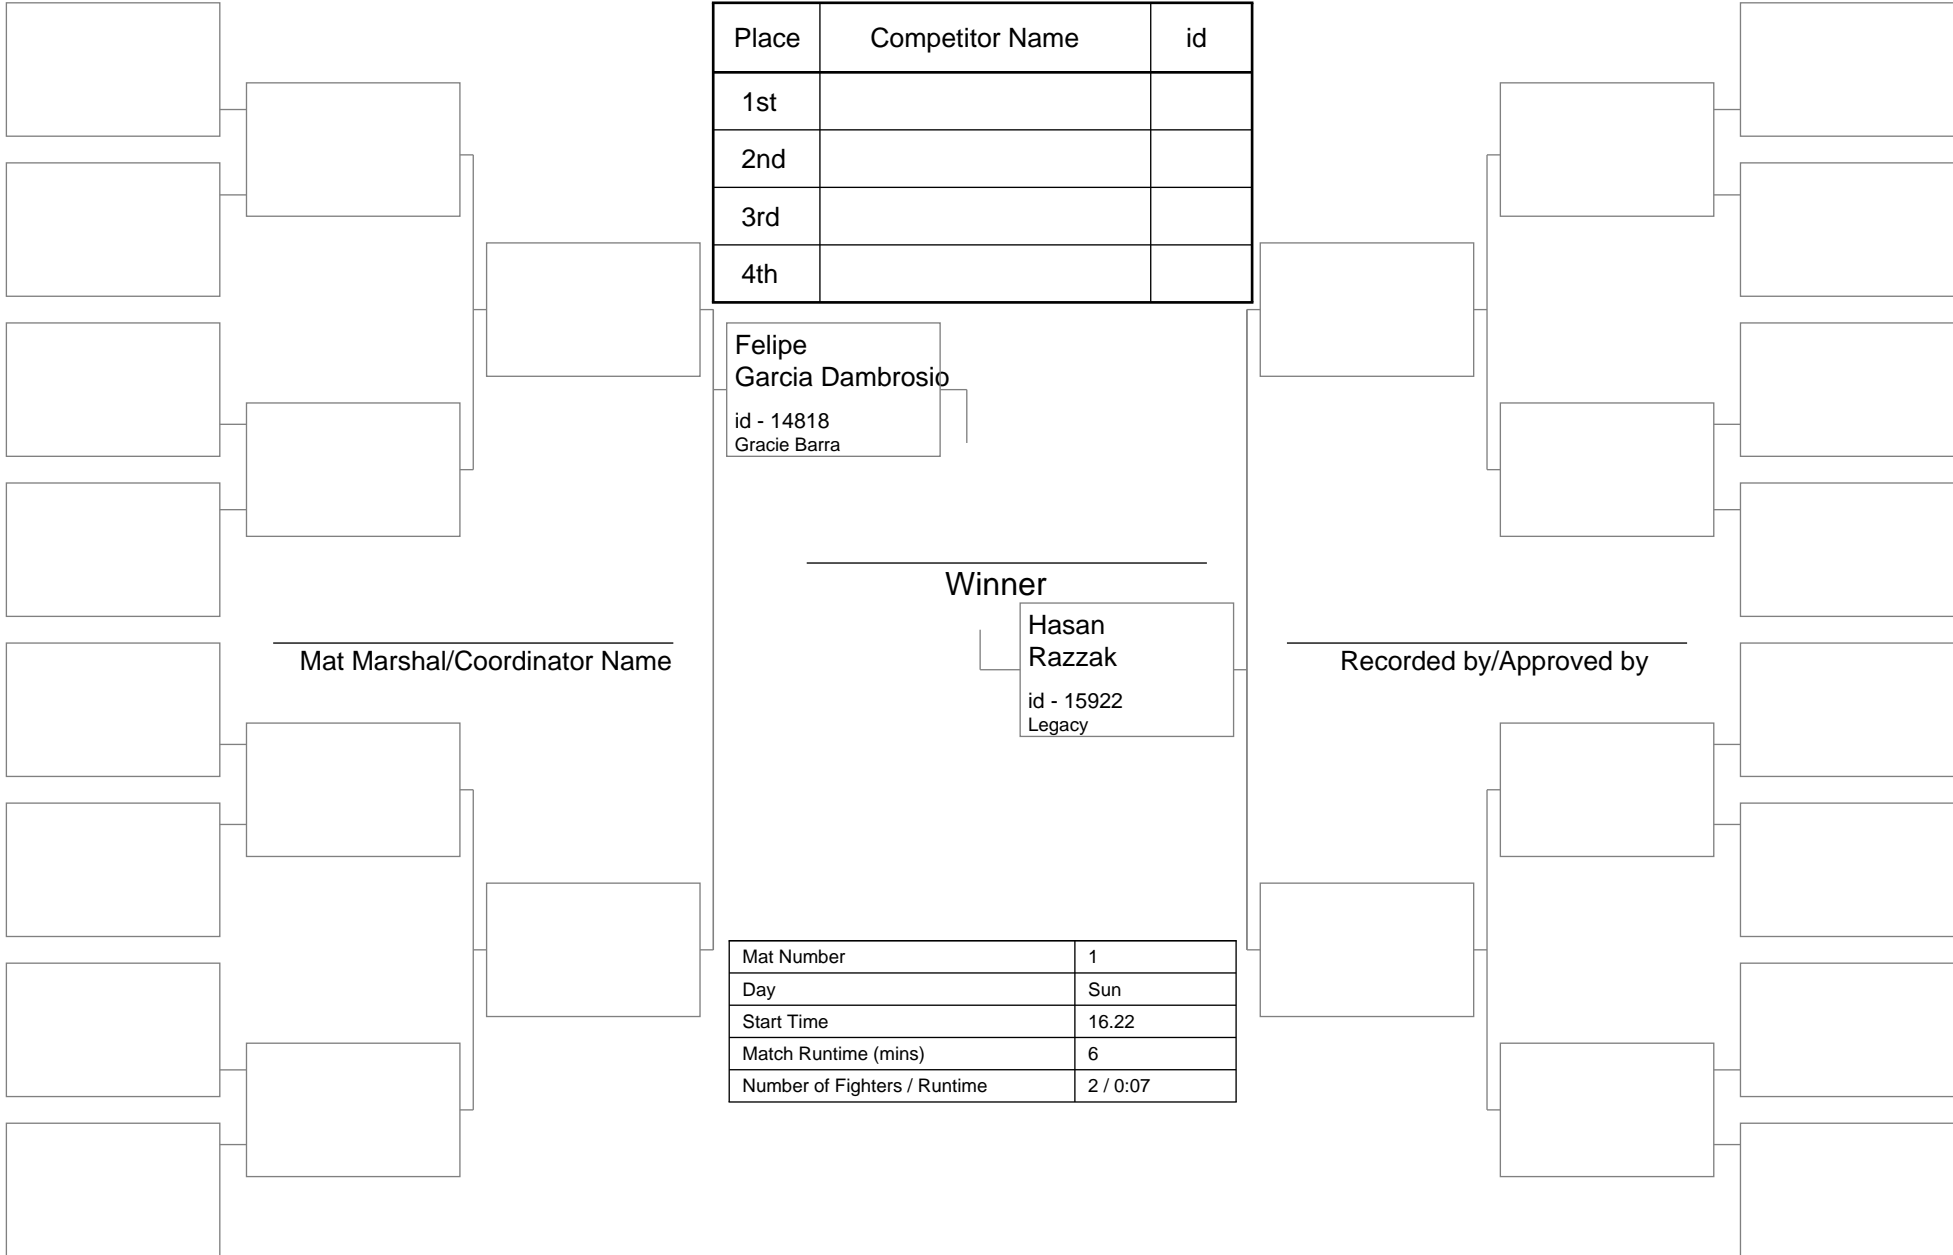 Place Competitor Name id
1st
2nd
3rd
4th
Felipe
Garcia Dambrosio
id - 14818
Gracie Barra
Winner
Hasan
Razzak
id - 15922
Legacy
Mat Marshal/Coordinator Name
Recorded by/Approved by
Mat Number 1
Day Sun
Start Time 16.22
Match Runtime (mins) 6
Number of Fighters / Runtime 2 / 0:07